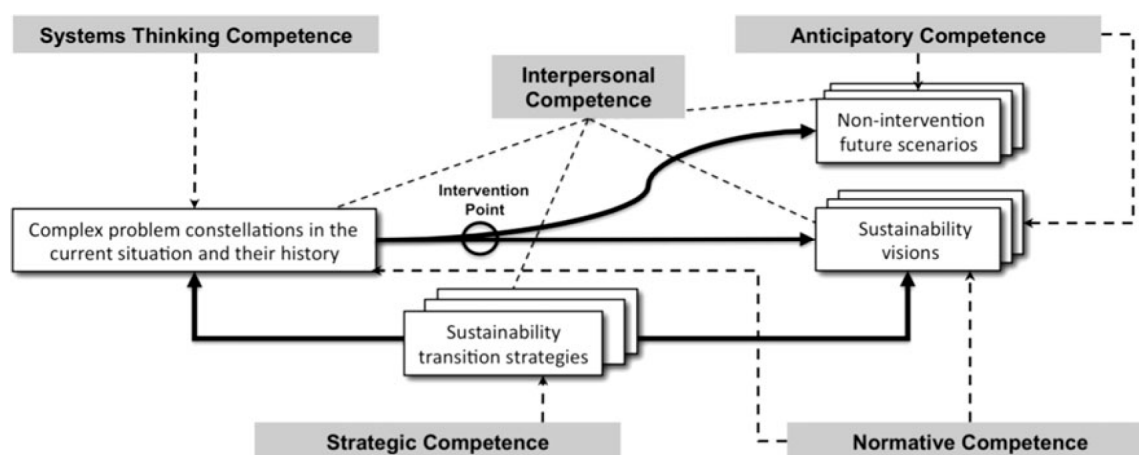 Systems Thinking Competence
Anticipatory Competence
Interpersonal
Competence
Non-intervention
future scenarios
Intervention
Point
Complex problem constellations in the
current situation and their history
Sustainability
visions
Sustainability
transition strategies
Strategic Competence
Normative Competence